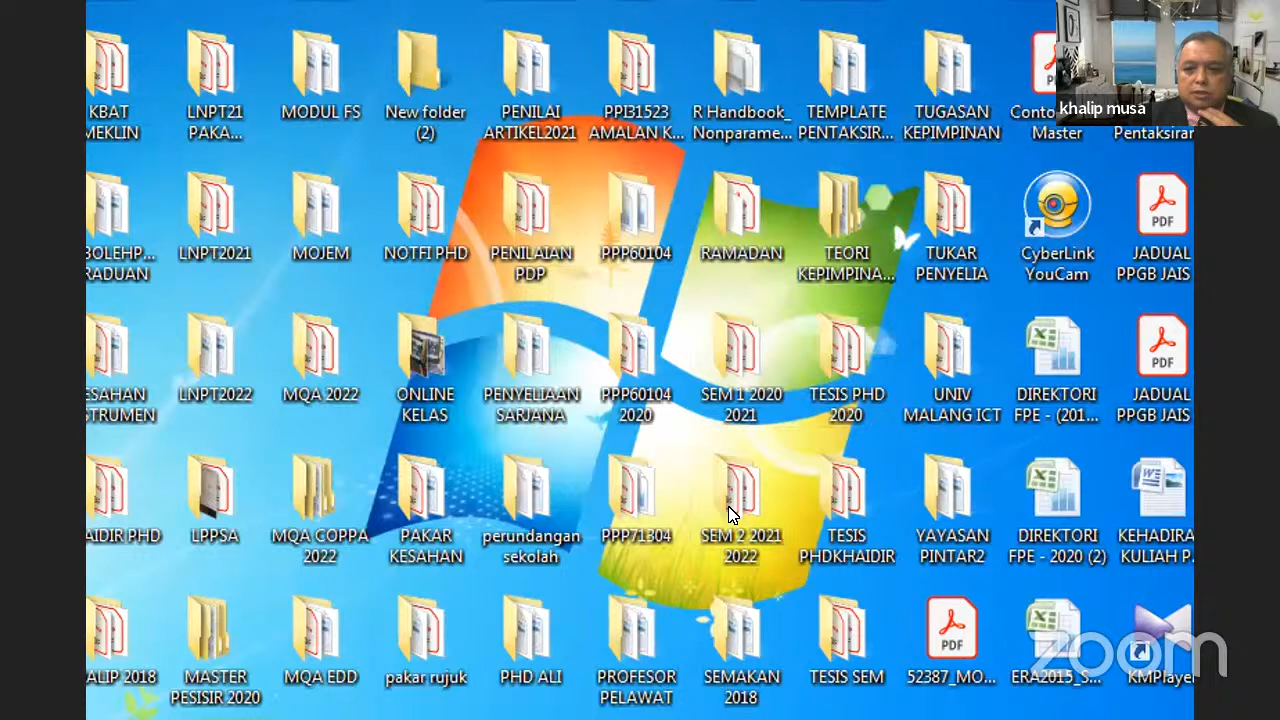 khalip musa
KBAT
MEKLIN
LNPT21
PAKA...
MODUL FS
New folder
(2)
PENILAI
ARTIKEL2021
PPI31523
AMALAN K...
R Handbook_
Nonparame...
TEMPLATE
PENTAKSIR...
TUGASAN
KEPIMPINAN
Conto
Master
Pentaksiran
BOLEHP...
RADUAN
LNPT2021
MOJEM
NOTFI PHD
PENILAIAN
PDP
PPP60104
RAMADAN
TEORI
KEPIMPINA...
TUKAR
PENYELIA
CyberLink
YouCam
PDF
JADUAL
PPGB JAIS
ESAHAN
STRUMEN
LNPT2022
MQA 2022
ONLINE
KELAS
PENYELIAAN
SARJANA
PPP60104
2020
SEM 1 2020
2021
TESIS PHD
2020
UNIV
MALANG ICT
DIREKTORI
FPE - (201...
PDF
JADUAL
PPGB JAIS
AIDIR PHD
LPPSA
MQA COPPA
2022
PAKAR
KESAHAN
perundangan
sekolah
PPP71304
SEM 2 2021
2022
TESIS
PHDKHAIDIR
YAYASAN
PINTAR2
DIREKTORI
FPE - 2020 (2)
KEHADIRA
KULIAH P.
ALIP 2018
MASTER
PESISIR 2020
MQA EDD
pakar rujuk
PHD ALI
PROFESOR
PELAWAT
SEMAKAN
2018
TESIS SEM
PDF
52387_MO...
ERA2015_S...
KMPlayer
zoom